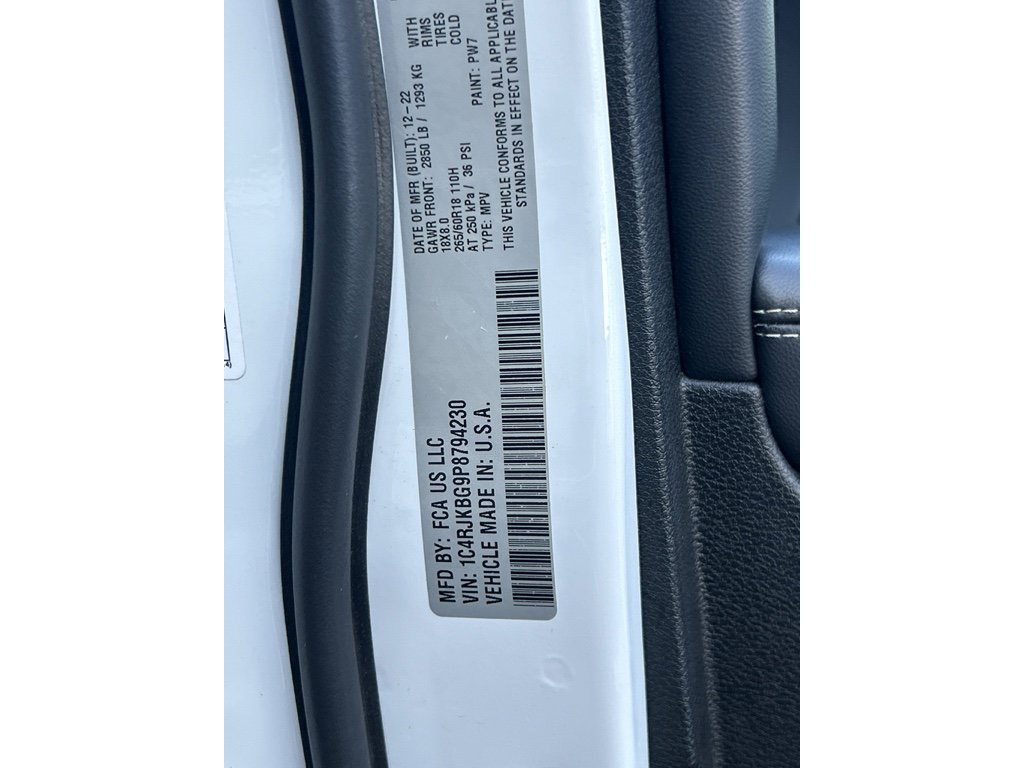 MFD BY: FCA US LLC
DATE OF MFR (BUILT): 12-22
GAWR FRONT: 2850 LB / 1293 KG WITH
18X8.0 RIMS
265/60R18 110H TIRES
AT 250 kPa / 36 PSI COLD
VIN: 1C4RJKBG9P8794230
TYPE: MPV PAINT: PW7
VEHICLE MADE IN: U.S.A.
THIS VEHICLE CONFORMS TO ALL APPLICABLE
STANDARDS IN EFFECT ON THE DATE